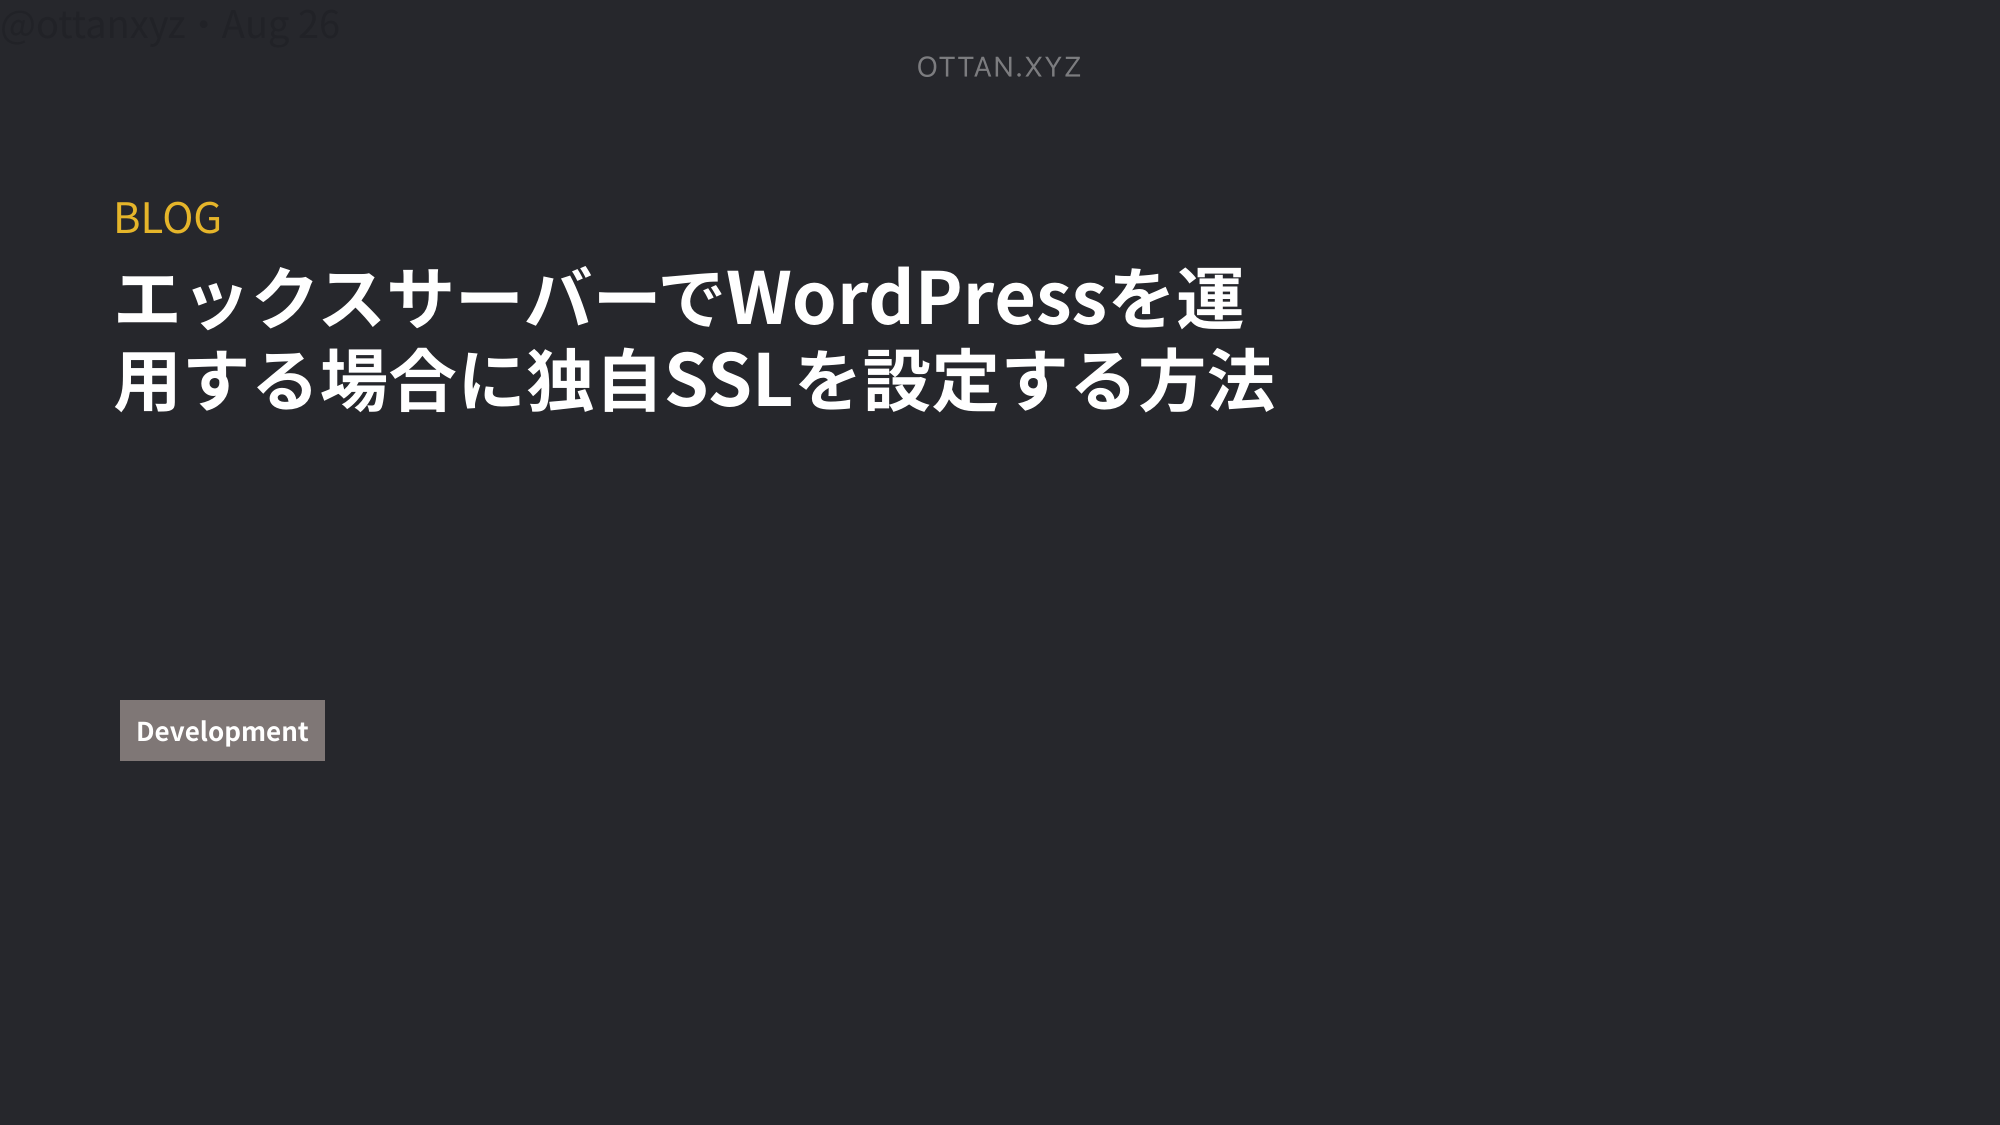 @ottanxyz・Aug 26
OTTAN.XYZ
BLOG
エックスサーバーでWordPressを運
用する場合に独自SSLを設定する方法
Development